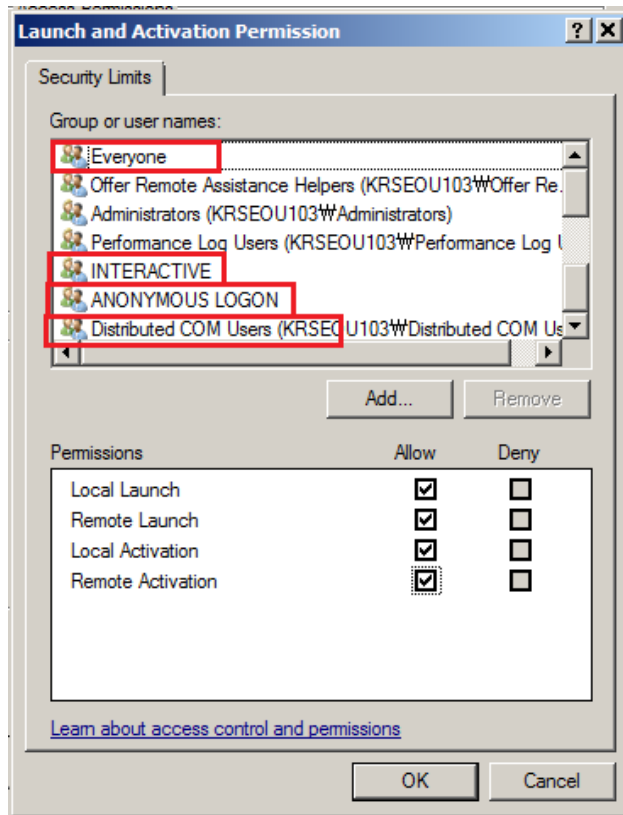 Launch and Activation Permission
Security Limits
Group or user names:
Everyone
Offer Remote Assistance Helpers (KRSEOU103₩Offer Re.
Administrators (KRSEOU103₩Administrators)
Performance Log Users (KRSEOU103₩Performance Log
INTERACTIVE
ANONYMOUS LOGON
Distributed COM Users (KRSEOU103₩Distributed COM Us
Add... Remove
Permissions Allow Deny
Local Launch
Remote Launch
Local Activation
Remote Activation
Learn about access control and permissions
OK Cancel